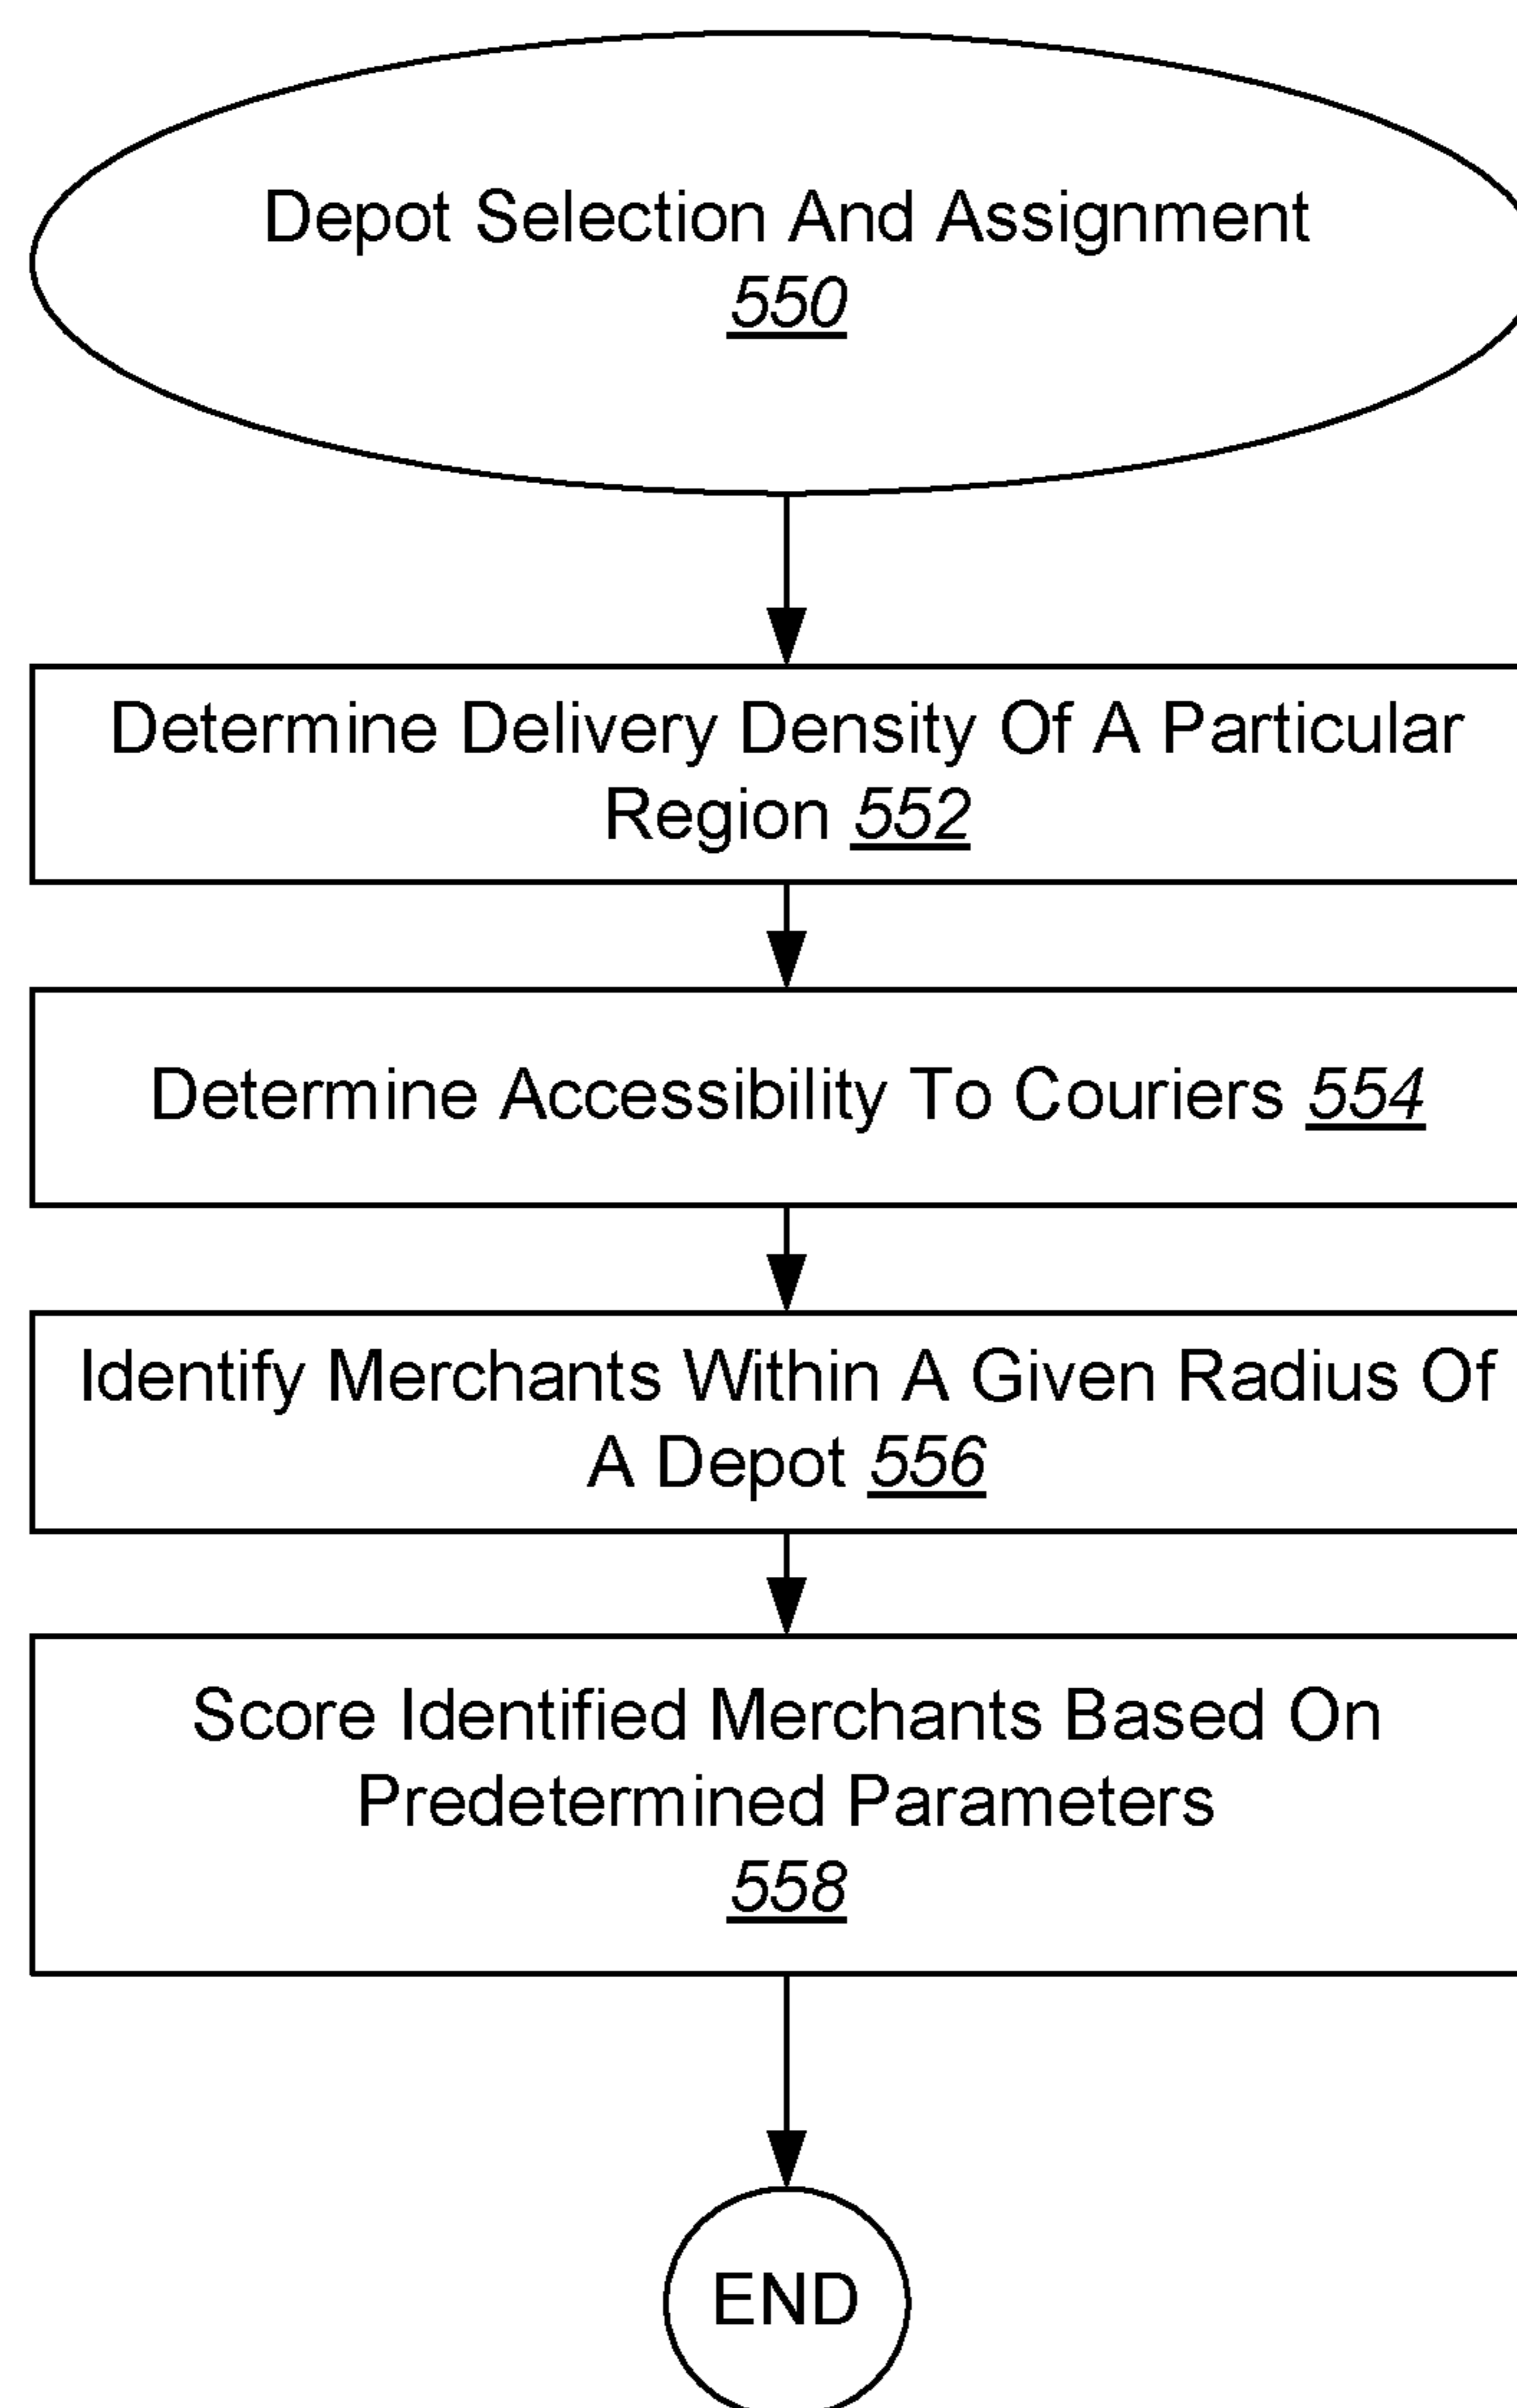 Depot Selection And Assignment
550
Determine Delivery Density Of A Particular
Region 552
Determine Accessibility To Couriers 554
Identify Merchants Within A Given Radius Of
A Depot 556
Score Identified Merchants Based On
Predetermined Parameters
558
END